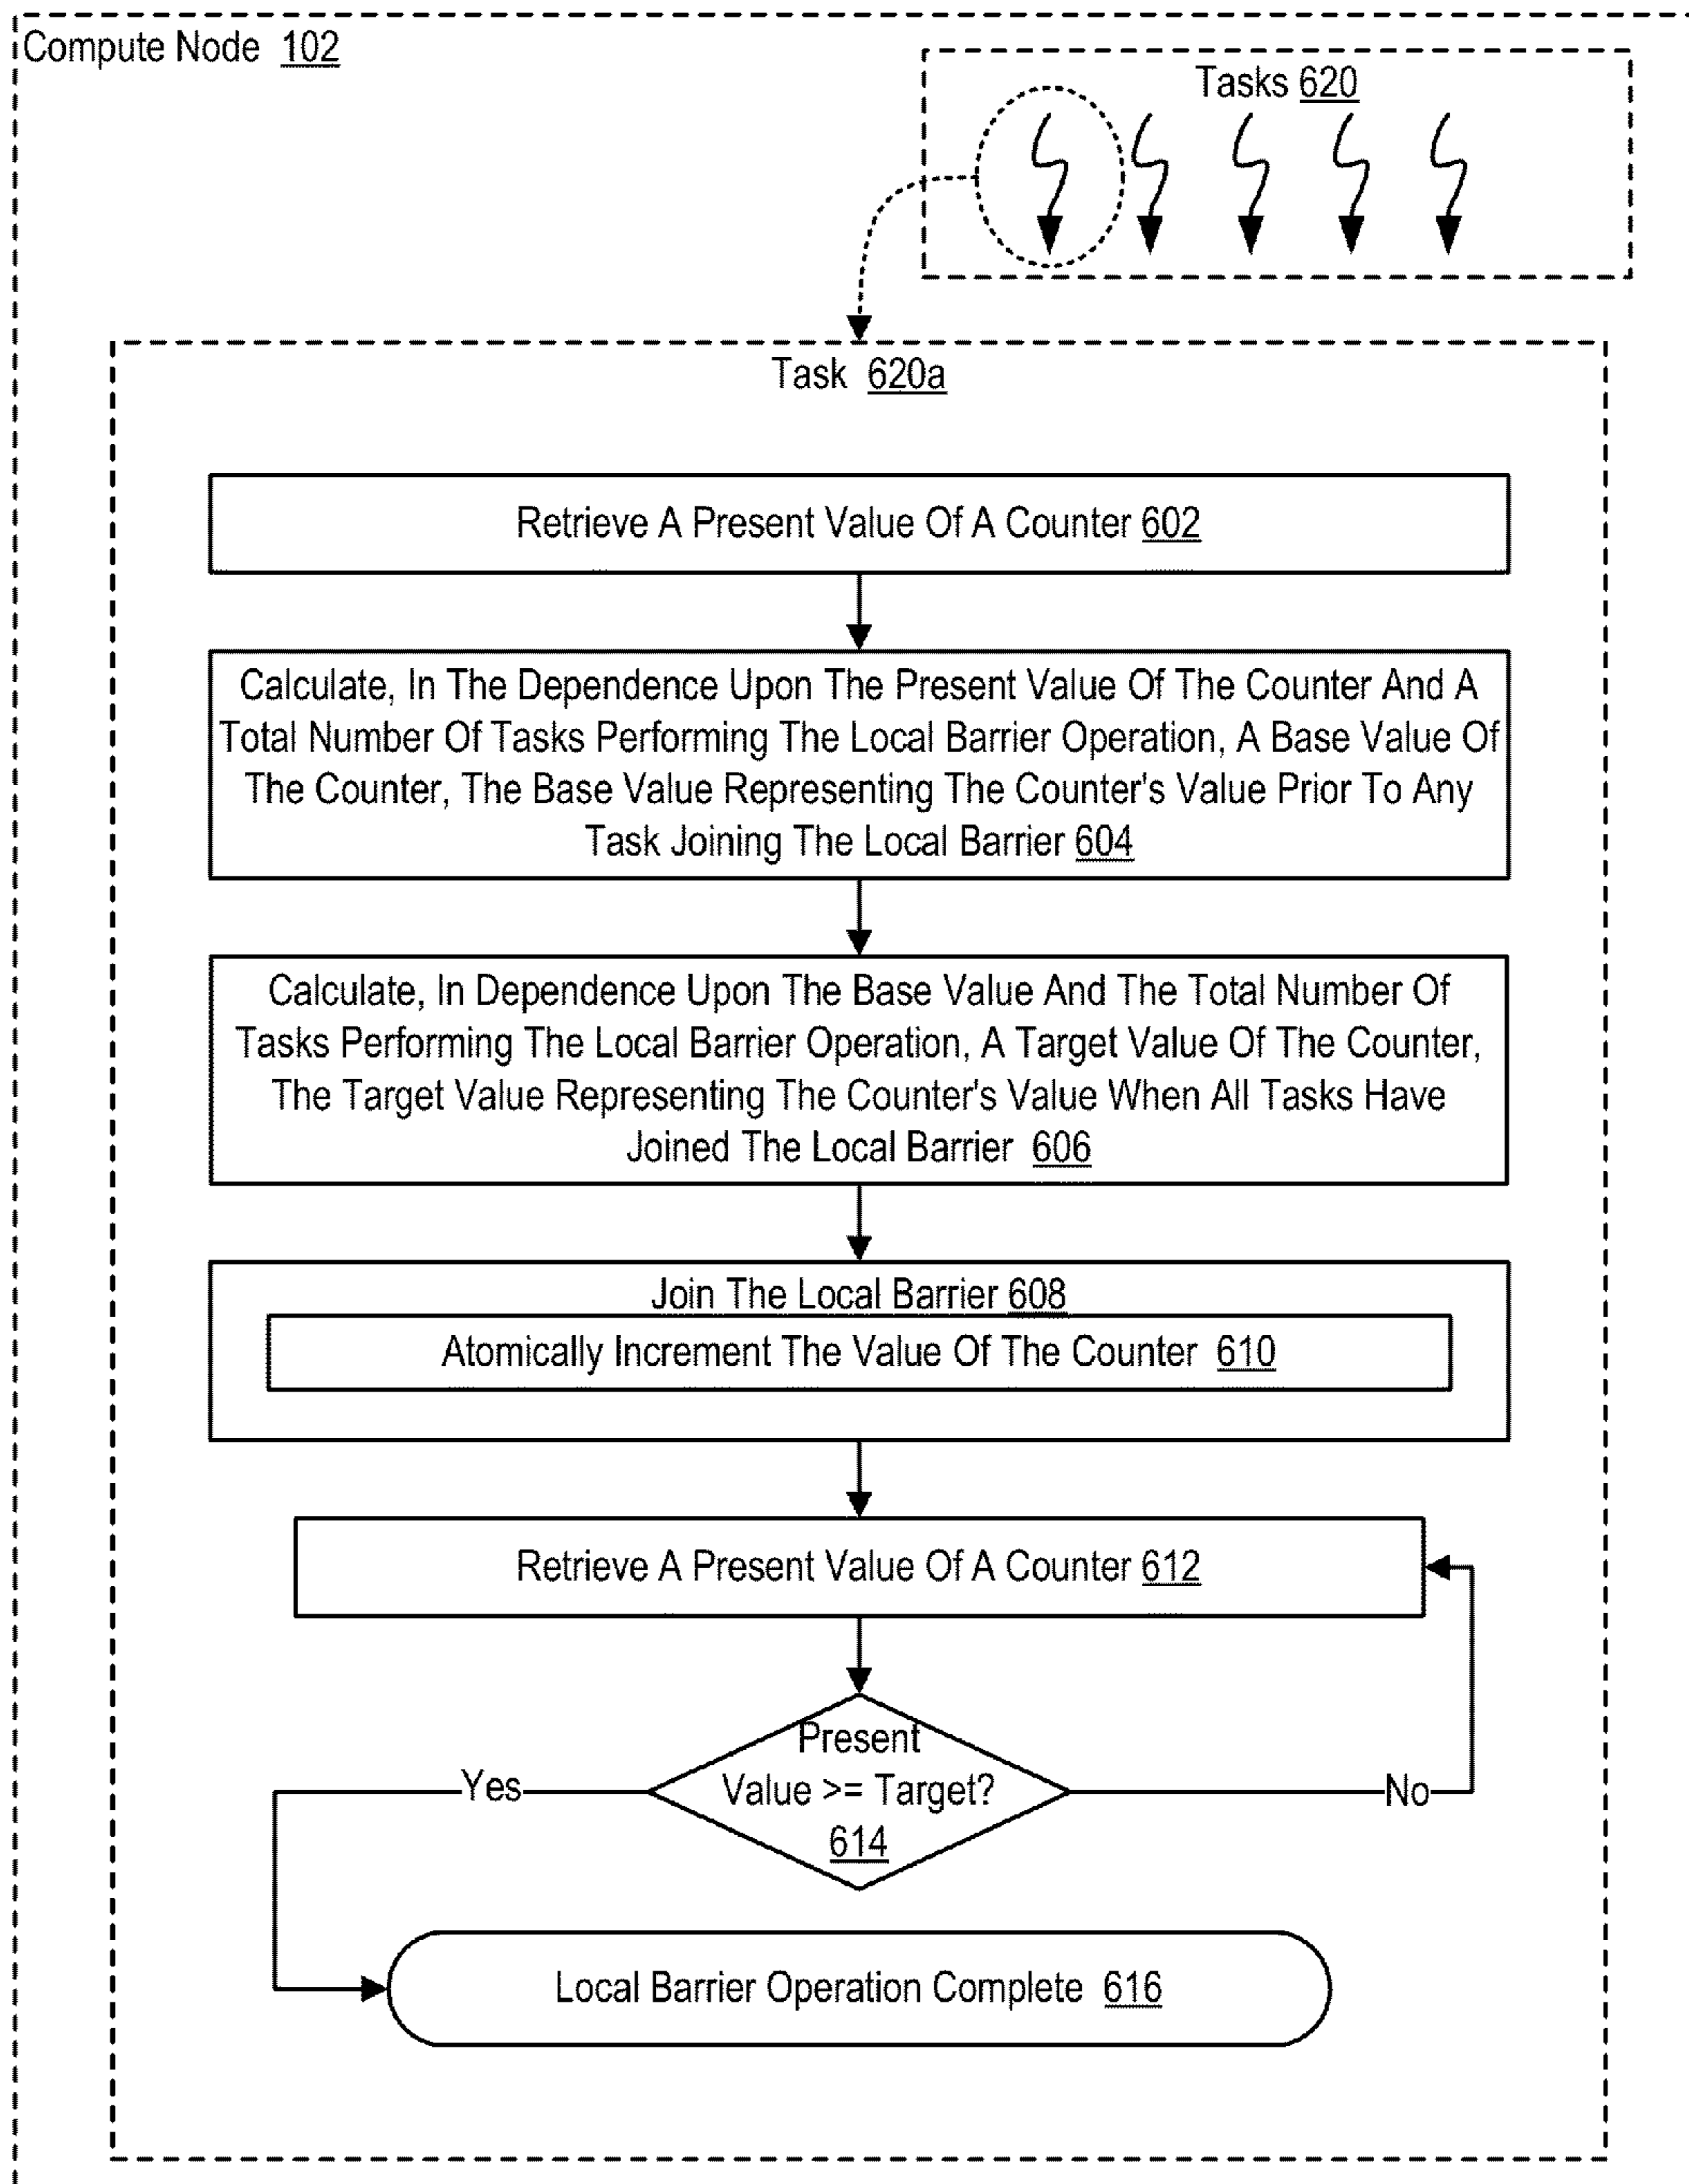 Compute Node 102
Tasks 620
Task 620a
Retrieve A Present Value Of A Counter 602
Calculate, In The Dependence Upon The Present Value Of The Counter And A
Total Number Of Tasks Performing The Local Barrier Operation, A Base Value Of
The Counter, The Base Value Representing The Counter's Value Prior To Any
Task Joining The Local Barrier 604
Calculate, In Dependence Upon The Base Value And The Total Number Of
Tasks Performing The Local Barrier Operation, A Target Value Of The Counter,
The Target Value Representing The Counter's Value When All Tasks Have
Joined The Local Barrier 606
Join The Local Barrier 608
Atomically Increment The Value Of The Counter 610
Retrieve A Present Value Of A Counter 612
Present
Value >= Target?
614
Yes
No
Local Barrier Operation Complete 616